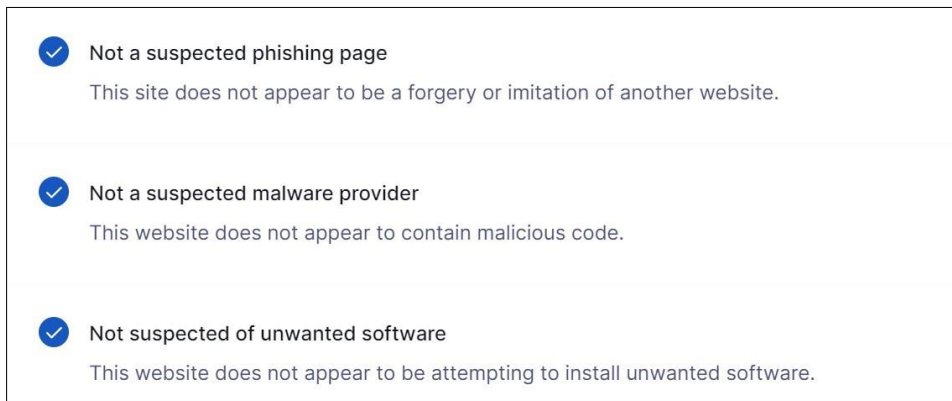 Not a suspected phishing page
This site does not appear to be a forgery or imitation of another website.
Not a suspected malware provider
This website does not appear to contain malicious code.
Not suspected of unwanted software
This website does not appear to be attempting to install unwanted software.